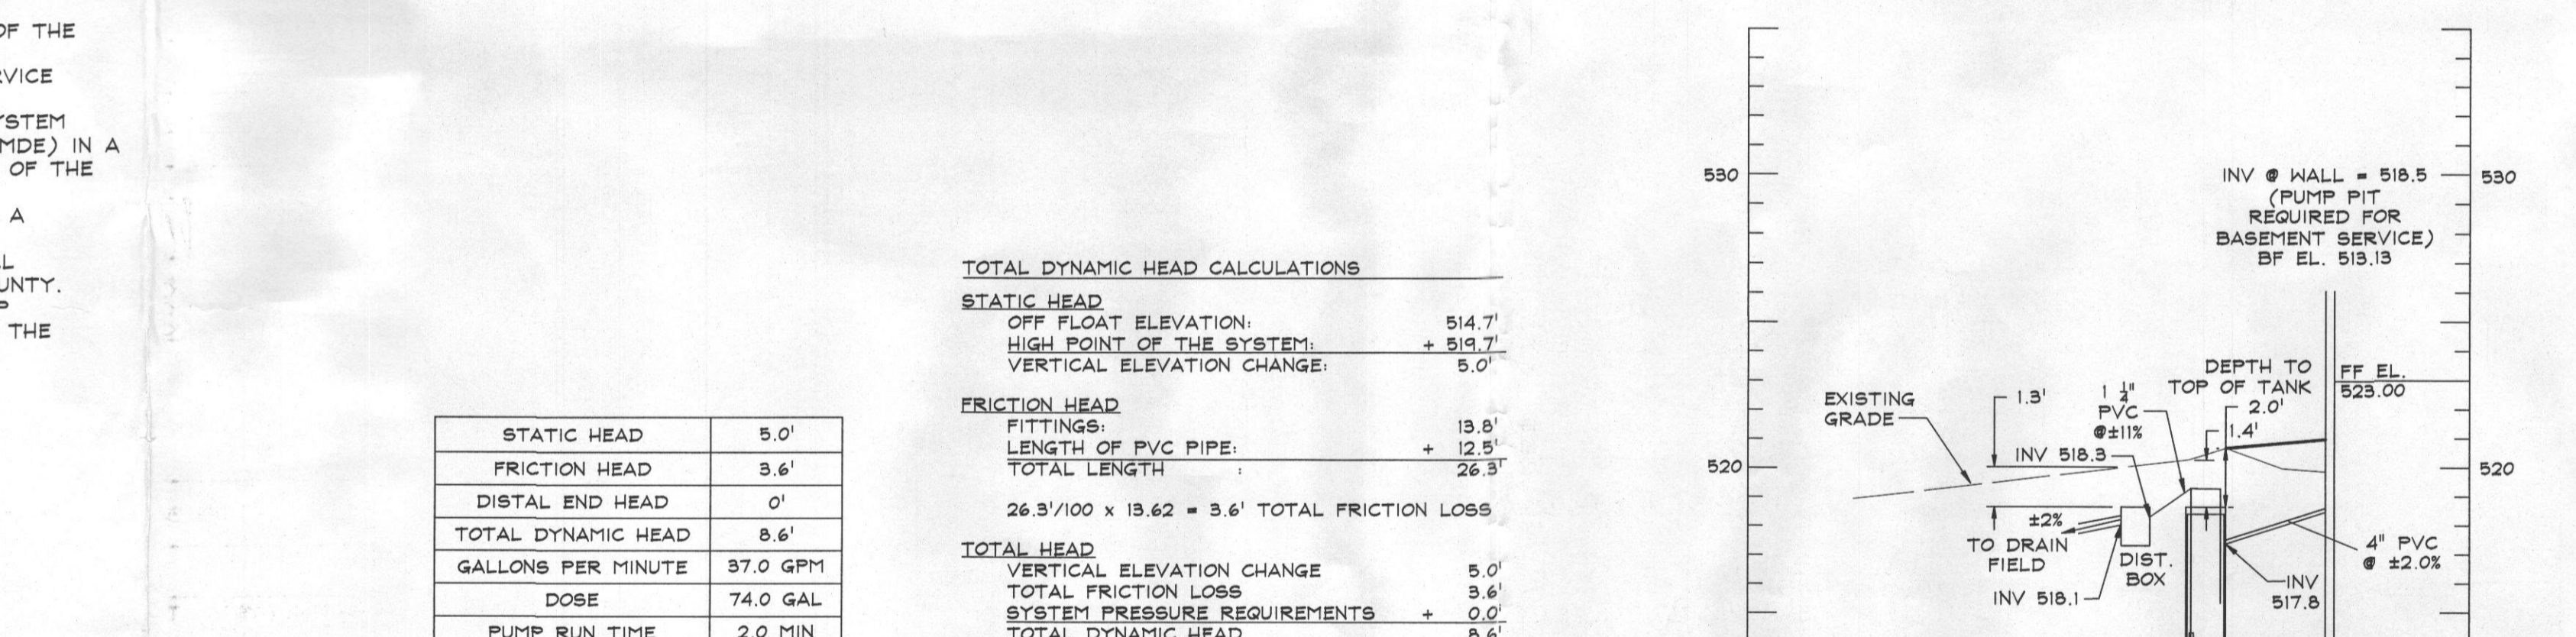 OF THE
RVICE
YSTEM
MDE) IN A
OF THE
A
L
UNTY.
P
THE
STATIC HEAD 5.0'
FRICTION HEAD 3.6'
DISTAL END HEAD 0'
TOTAL DYNAMIC HEAD 8.6'
GALLONS PER MINUTE 37.0 GPM
DOSE 74.0 GAL
PUMP RUN TIME 2.0 MIN
TOTAL DYNAMIC HEAD CALCULATIONS
STATIC HEAD
OFF FLOAT ELEVATION: 514.7'
HIGH POINT OF THE SYSTEM: + 519.7'
VERTICAL ELEVATION CHANGE: 5.0'
FRICTION HEAD
FITTINGS: 13.8'
LENGTH OF PVC PIPE: + 12.5'
TOTAL LENGTH : 26.3'
26.3'/100 x 13.62 = 3.6' TOTAL FRICTION LOSS
TOTAL HEAD
VERTICAL ELEVATION CHANGE 5.0'
TOTAL FRICTION LOSS 3.6'
SYSTEM PRESSURE REQUIREMENTS + 0.0'
TOTAL DYNAMIC HEAD 8.6'
530
520
INV @ WALL = 518.5
(PUMP PIT
REQUIRED FOR
BASEMENT SERVICE)
BF EL. 513.13
530
520
DEPTH TO
TOP OF TANK
FF EL.
523.00
EXISTING
GRADE
1.3'
1 1/4"
PVC
@±11%
2.0'
1.4'
INV 518.3
±2%
TO DRAIN
FIELD
DIST.
BOX
INV 518.1
4" PVC
@ ±2.0%
INV
517.8